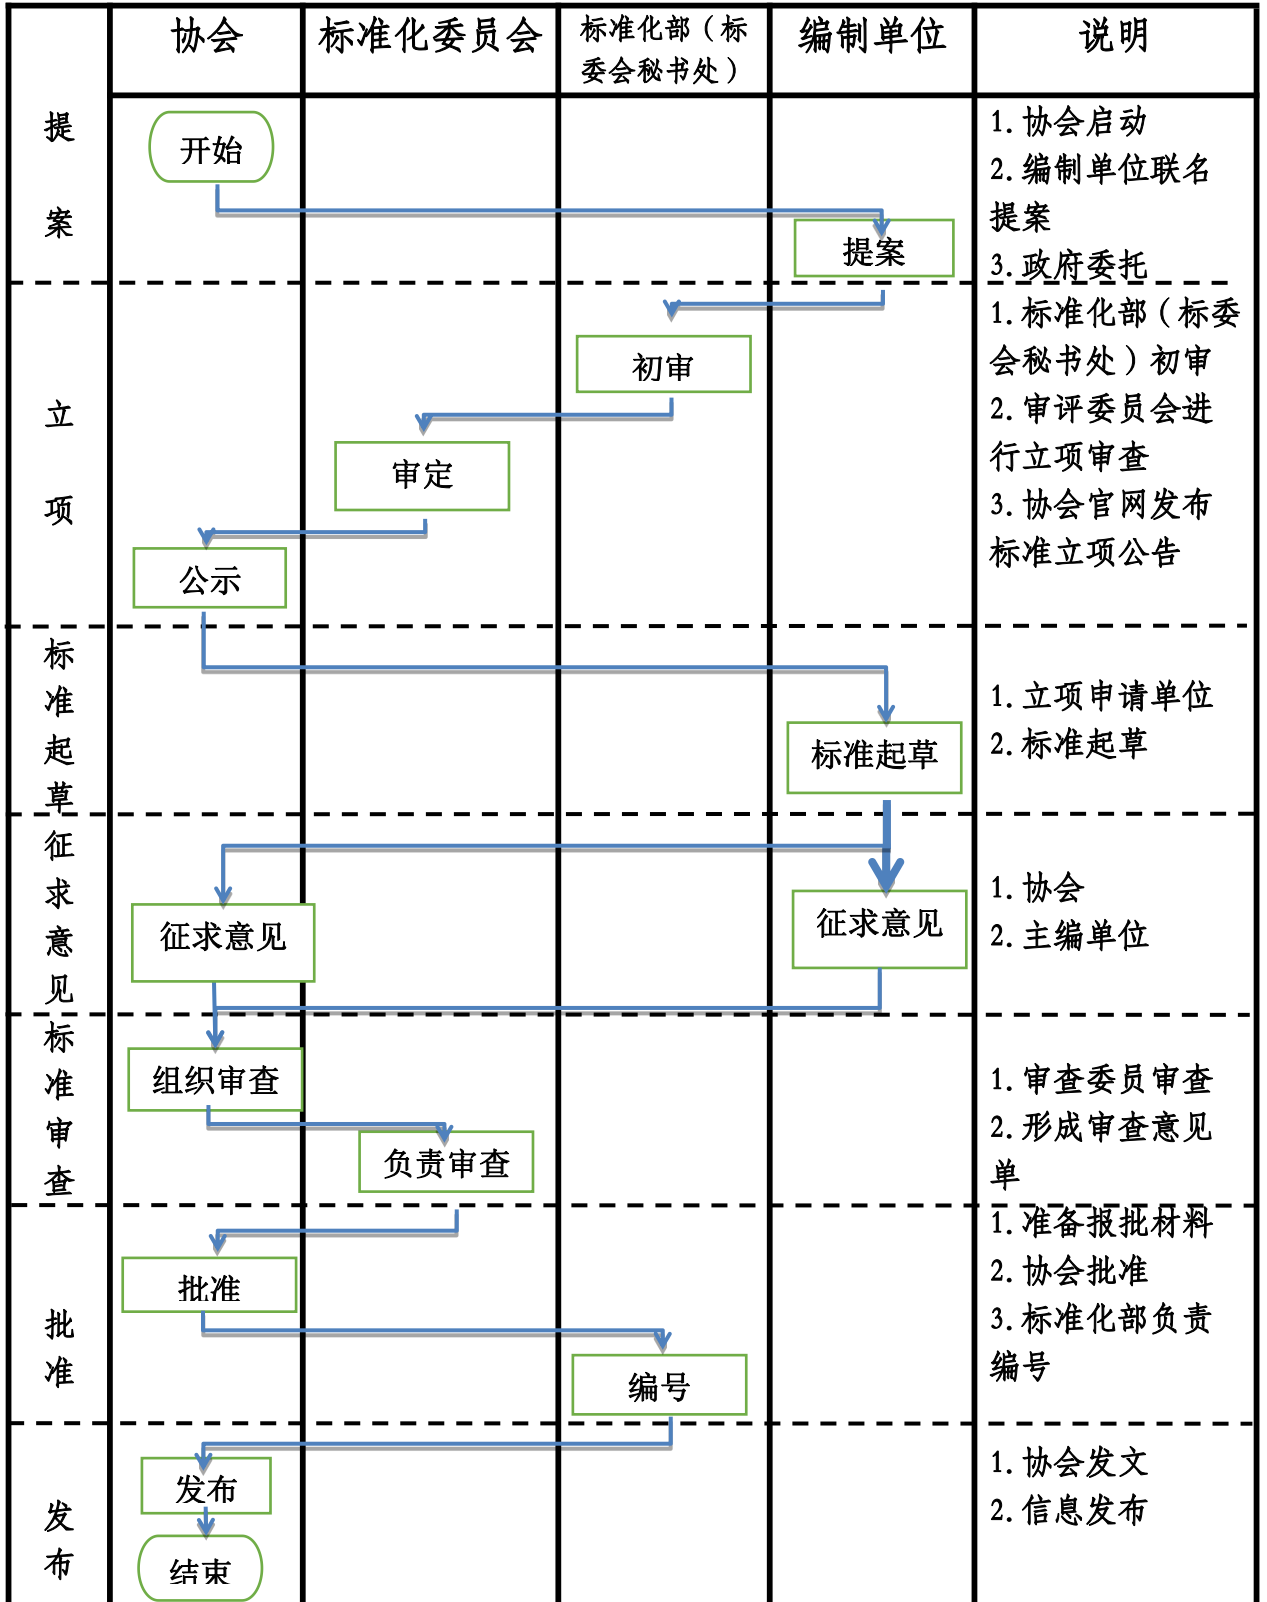 协会
标准化委员会
标准化部（标
委会秘书处）
编制单位
说明
提
案
开始
提案
1.协会启动
2.编制单位联名
提案
3.政府委托
立
项
初审
审定
公示
1.标准化部（标委
会秘书处）初审
2.审评委员会进
行立项审查
3.协会官网发布
标准立项公告
标
准
起
草
标准起草
1.立项申请单位
2.标准起草
征
求
意
见
征求意见
征求意见
1.协会
2.主编单位
标
准
审
查
组织审查
负责审查
1.审查委员审查
2.形成审查意见
单
批
准
批准
编号
1.准备报批材料
2.协会批准
3.标准化部负责
编号
发
布
发布
结束
1.协会发文
2.信息发布